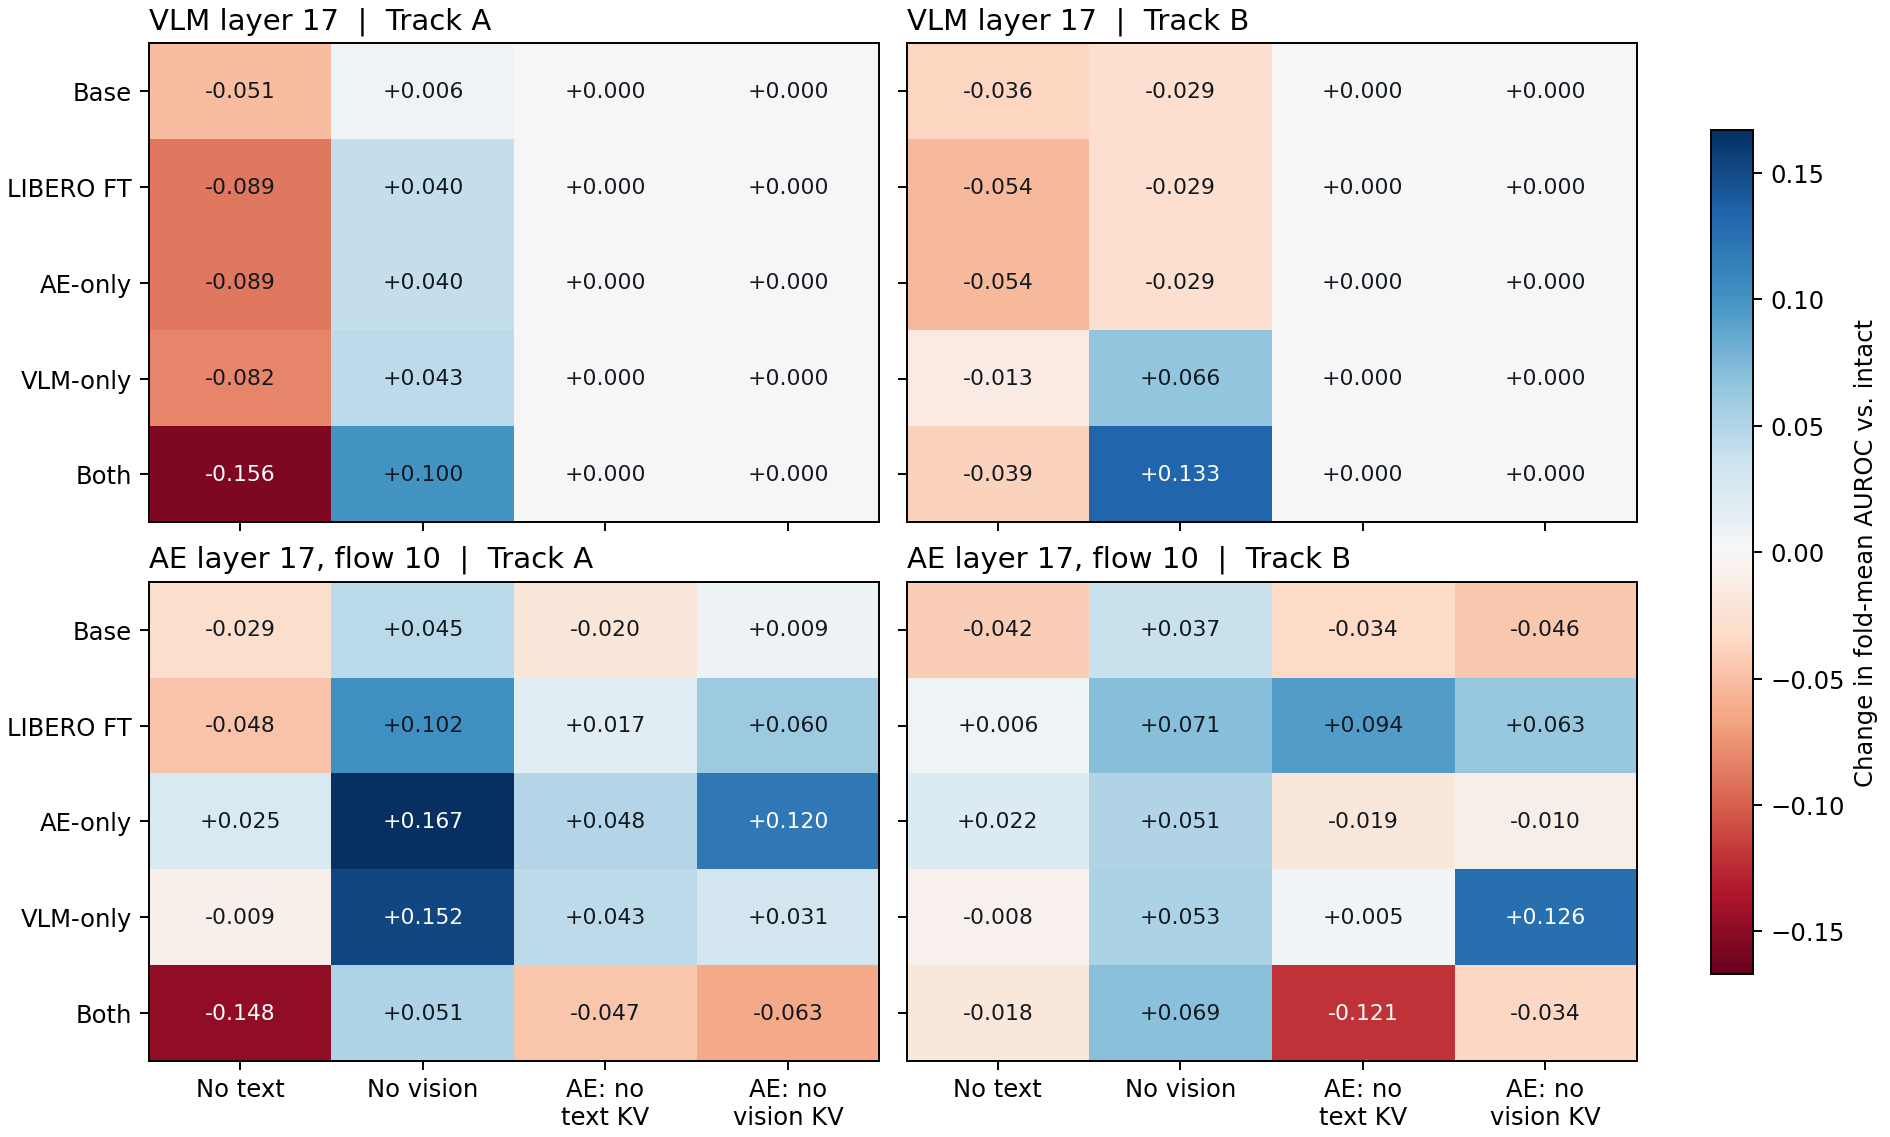 VLM layer 17 | Track A
VLM layer 17 | Track B
Base -0.051 +0.006 +0.000 +0.000 -0.036 -0.029 +0.000 +0.000
LIBERO FT -0.089 +0.040 +0.000 +0.000 -0.054 -0.029 +0.000 +0.000
AE-only -0.089 +0.040 +0.000 +0.000 -0.054 -0.029 +0.000 +0.000
VLM-only -0.082 +0.043 +0.000 +0.000 -0.013 +0.066 +0.000 +0.000
Both -0.156 +0.100 +0.000 +0.000 -0.039 +0.133 +0.000 +0.000
AE layer 17, flow 10 | Track A
AE layer 17, flow 10 | Track B
Base -0.029 +0.045 -0.020 +0.009 -0.042 +0.037 -0.034 -0.046
LIBERO FT -0.048 +0.102 +0.017 +0.060 +0.006 +0.071 +0.094 +0.063
AE-only +0.025 +0.167 +0.048 +0.120 +0.022 +0.051 -0.019 -0.010
VLM-only -0.009 +0.152 +0.043 +0.031 -0.008 +0.053 +0.005 +0.126
Both -0.148 +0.051 -0.047 -0.063 -0.018 +0.069 -0.121 -0.034
No text No vision AE: no AE: no No text No vision AE: no AE: no
text KV vision KV text KV vision KV
0.15
0.10
0.05
0.00
−0.05
−0.10
−0.15
Change in fold-mean AUROC vs. intact